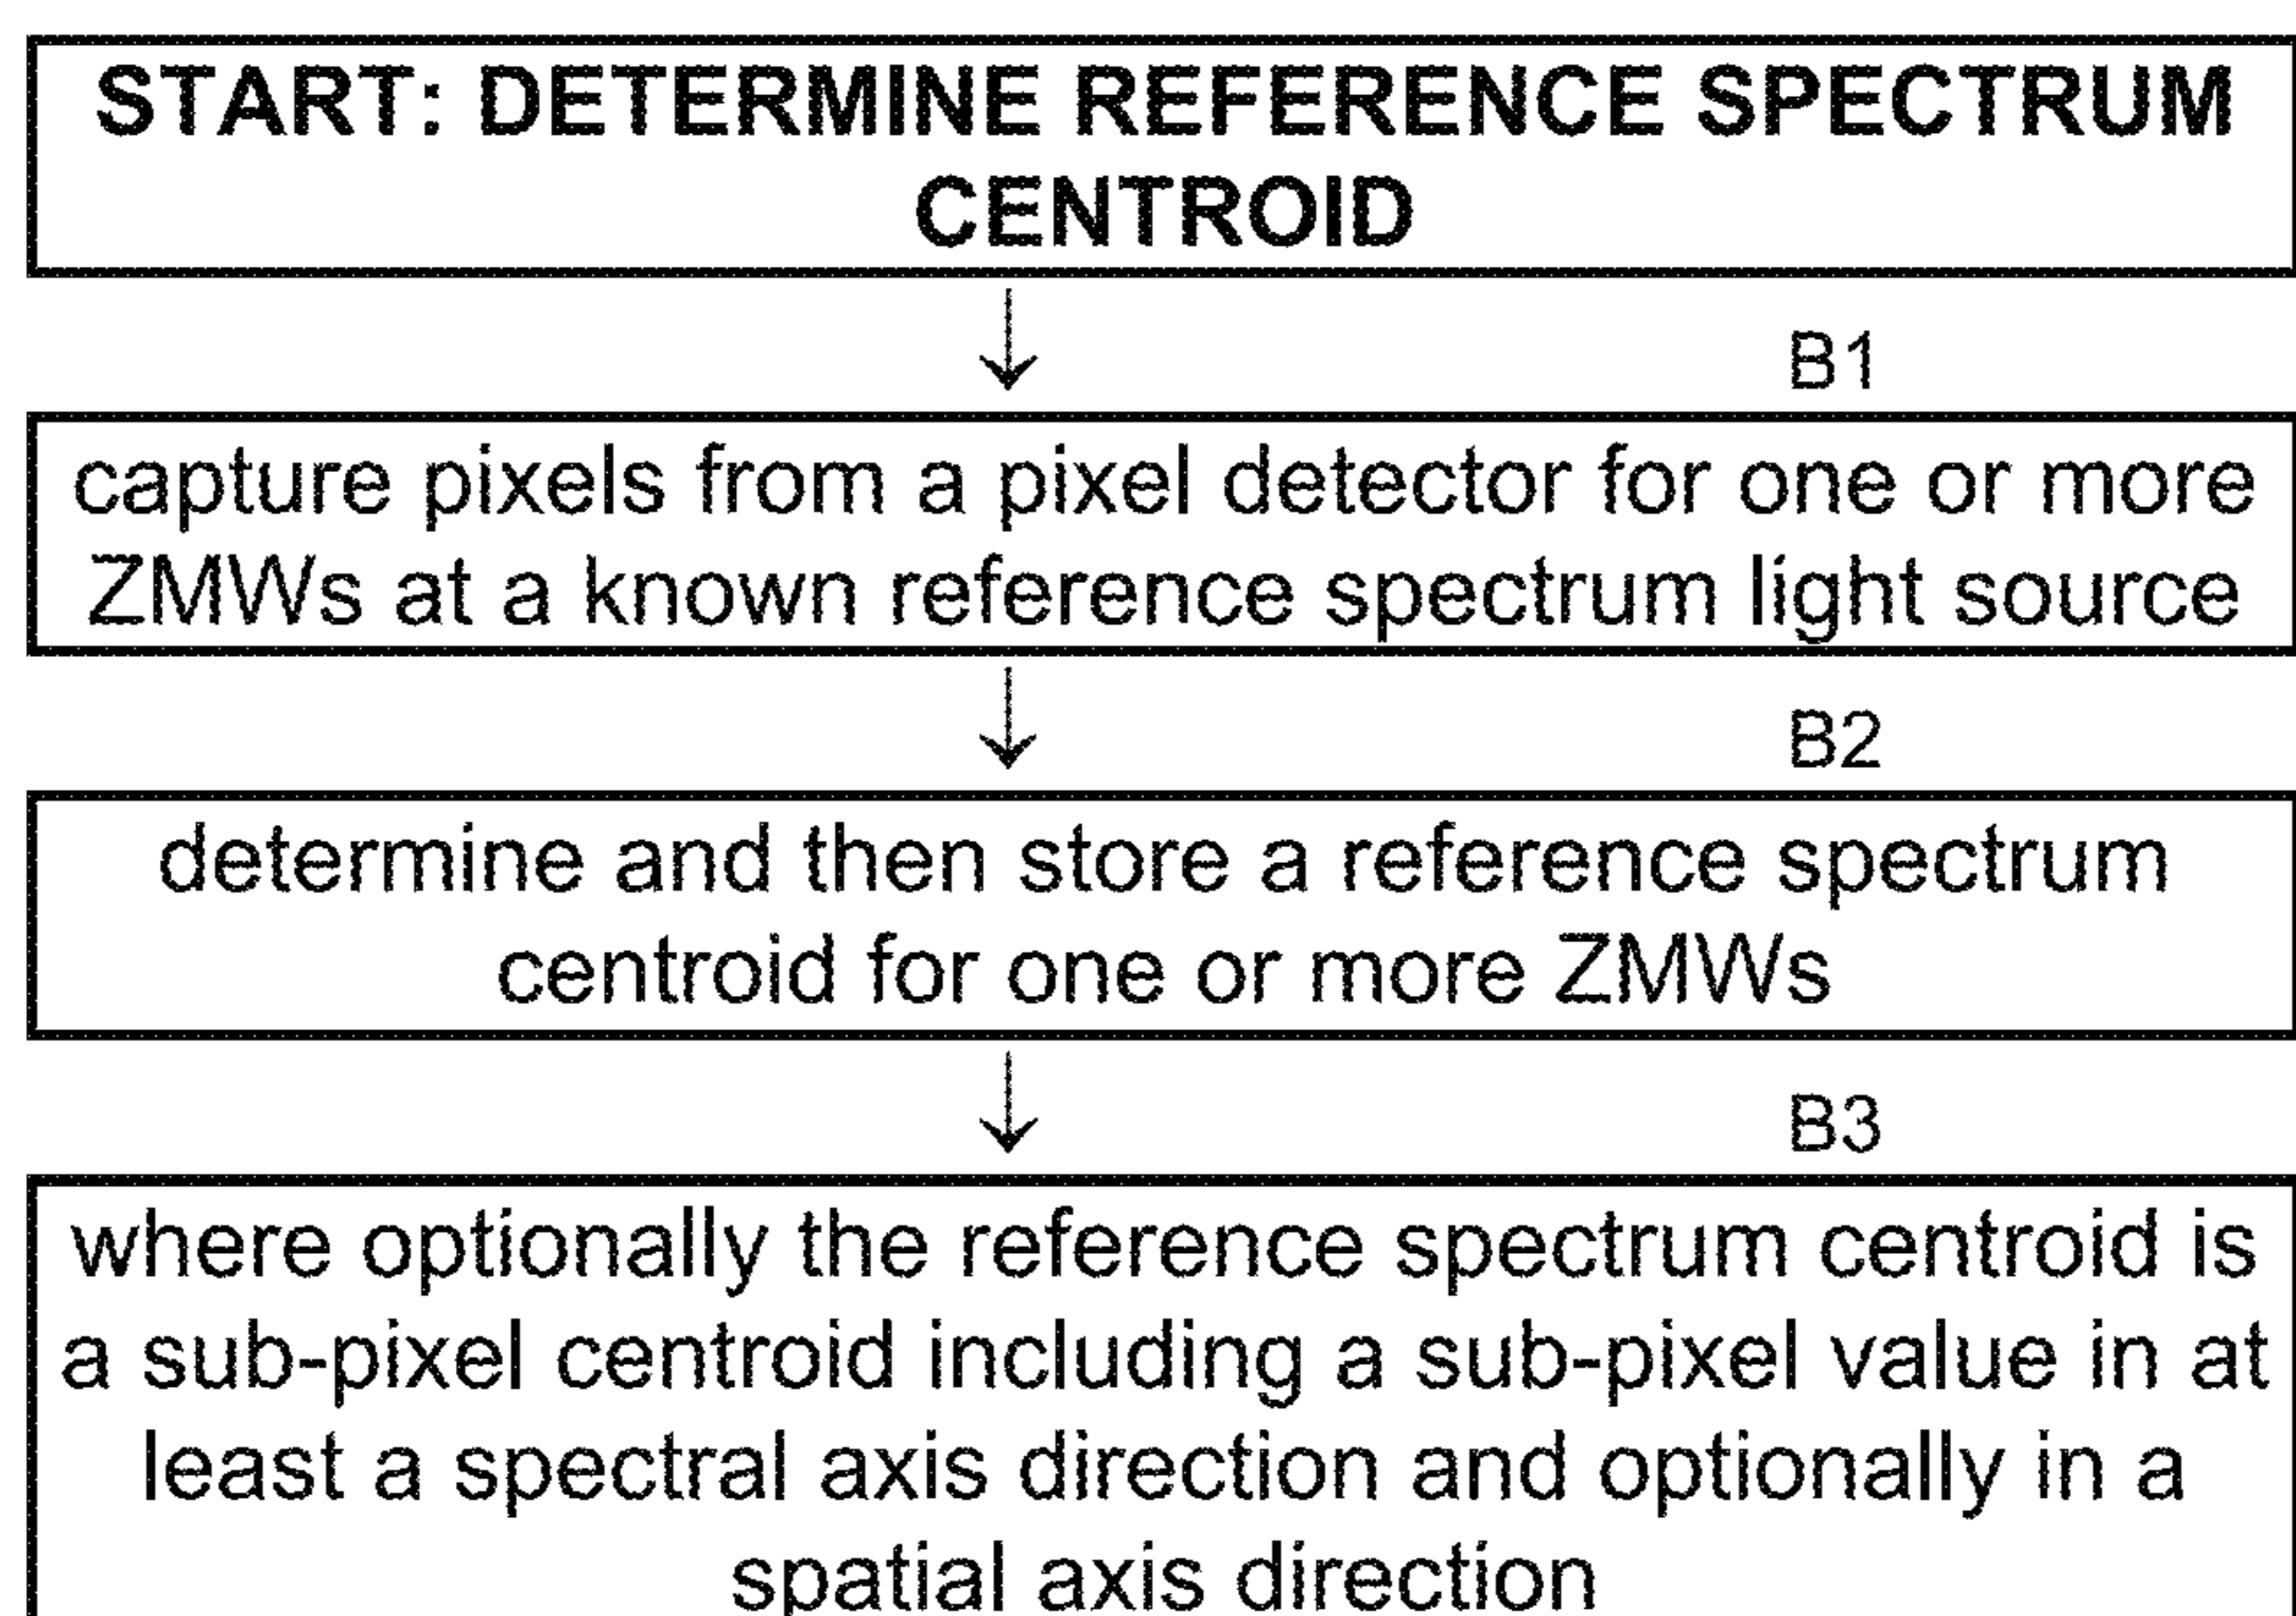 START: DETERMINE REFERENCE SPECTRUM
CENTROID
B1
capture pixels from a pixel detector for one or more
ZMWs at a known reference spectrum light source
B2
determine and then store a reference spectrum
centroid for one or more ZMWs
B3
where optionally the reference spectrum centroid is
a sub-pixel centroid including a sub-pixel value in at
least a spectral axis direction and optionally in a
spatial axis direction